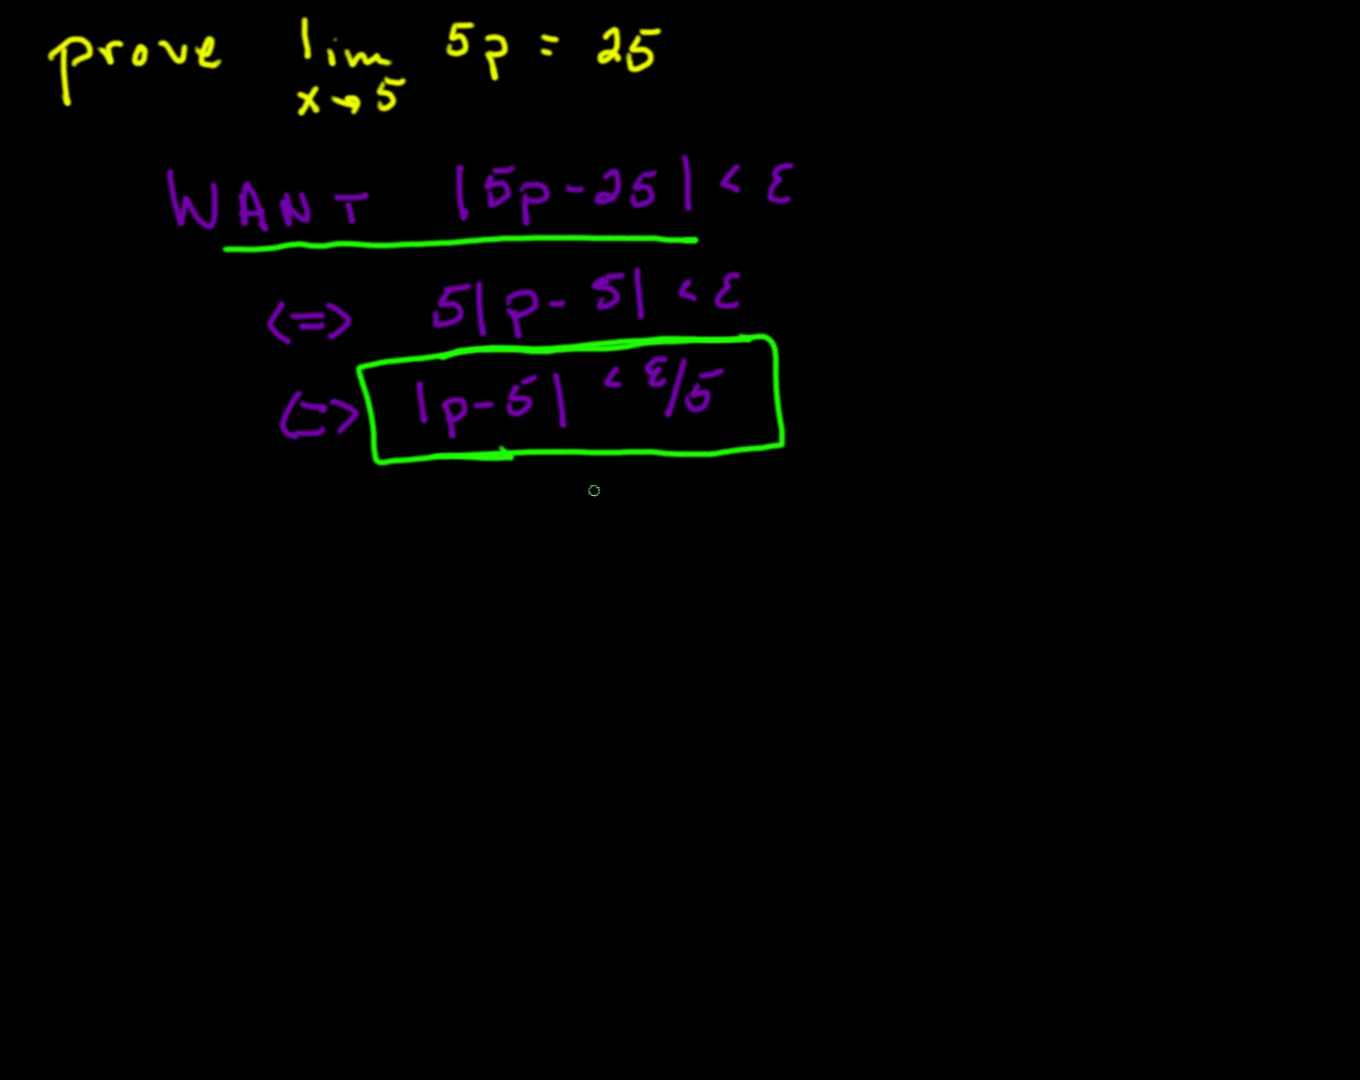 prove lim 5p = 25
x→5
WANT |5p-25| < ε
<=> 5|p-5| < ε
<=> |p-5| < ε/5